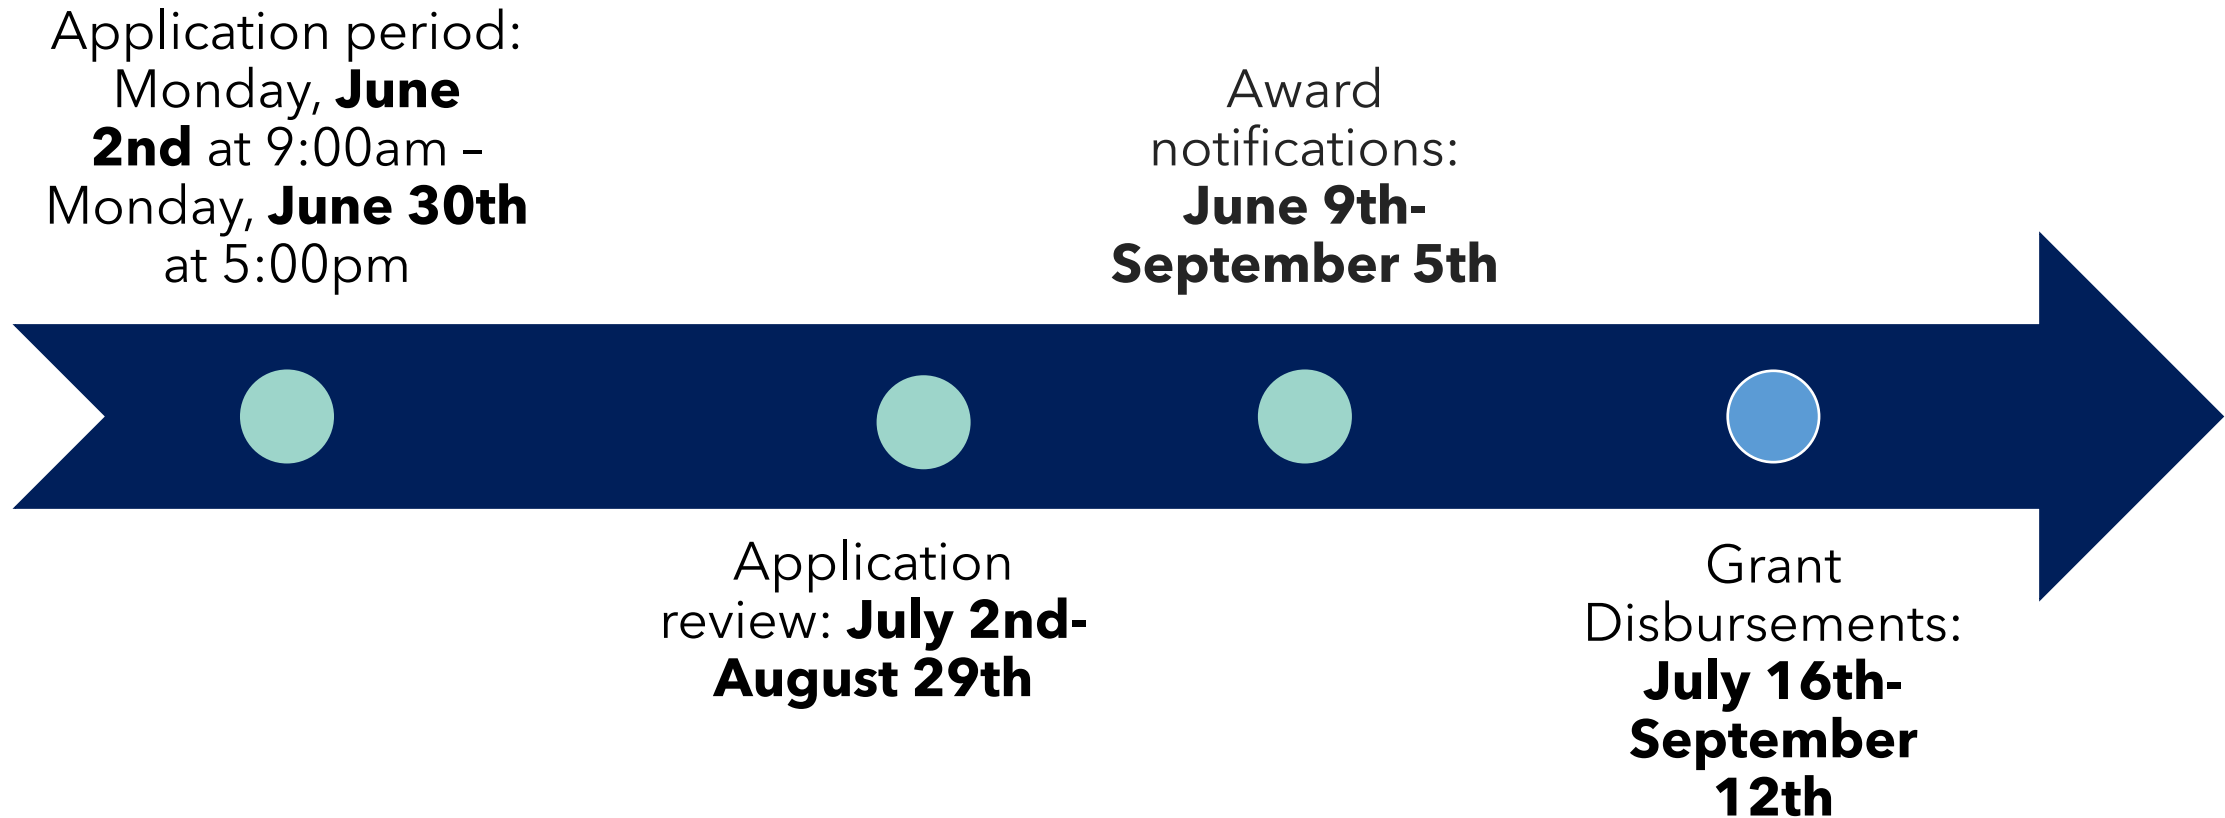 Application period:
Monday, June
2nd at 9:00am –
Monday, June 30th
at 5:00pm
Application
review: July 2nd-
August 29th
Award
notifications:
June 9th-
September 5th
Grant
Disbursements:
July 16th-
September
12th